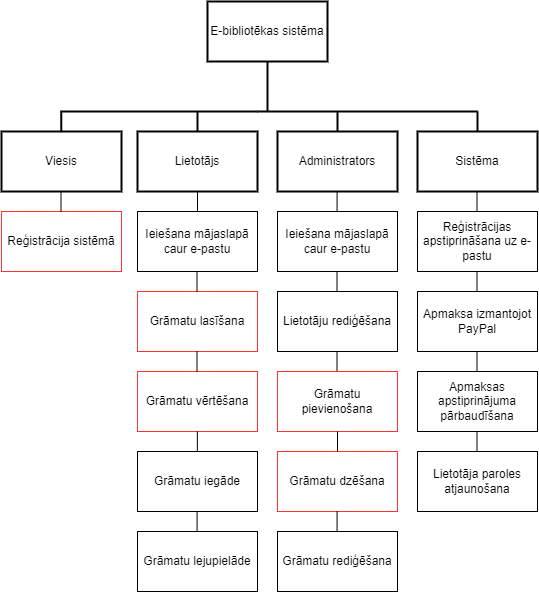 E-bibliotēkas sistēma
Viesis
Lietotājs
Administrators
Sistēma
Reģistrācija sistēmā
Ieiešana mājaslapā
caur e-pastu
Ieiešana mājaslapā
caur e-pastu
Reģistrācijas
apstiprināšana uz e-
pastu
Grāmatu lasīšana
Lietotāju rediģēšana
Apmaksa izmantojot
PayPal
Grāmatu vērtēšana
Grāmatu
pievienošana
Apmaksas
apstiprinājuma
pārbaudīšana
Grāmatu iegāde
Grāmatu dzēšana
Lietotāja paroles
atjaunošana
Grāmatu lejupielāde
Grāmatu rediģēšana